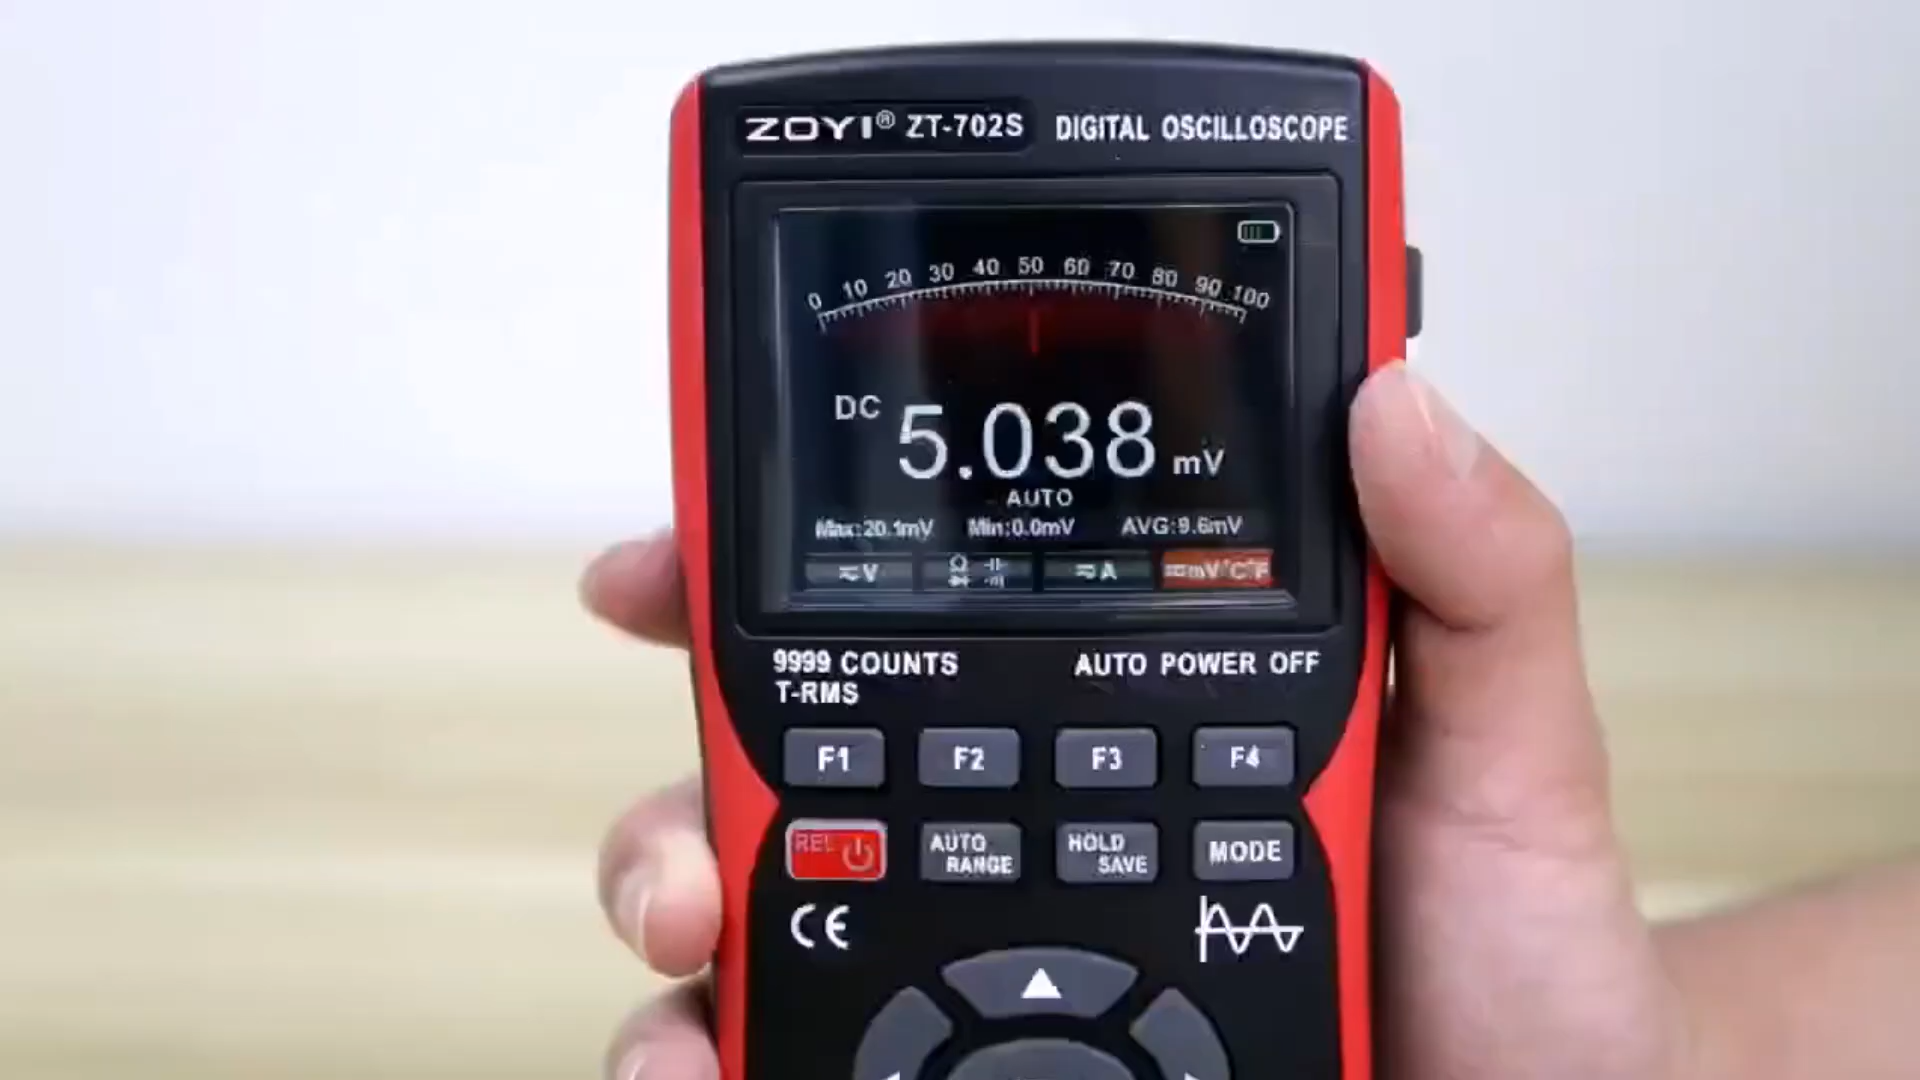 ZOYI® ZT-702S DIGITAL OSCILLOSCOPE
0 10 20 30 40 50 60 70 80 90 100
DC 5.038 mV
AUTO
Max:20.1mV Min:0.0mV AVG:9.6mV
V Ω A mV°C°F
9999 COUNTS AUTO POWER OFF
T-RMS
F1 F2 F3 F4
REL AUTO RANGE HOLD SAVE MODE
CE